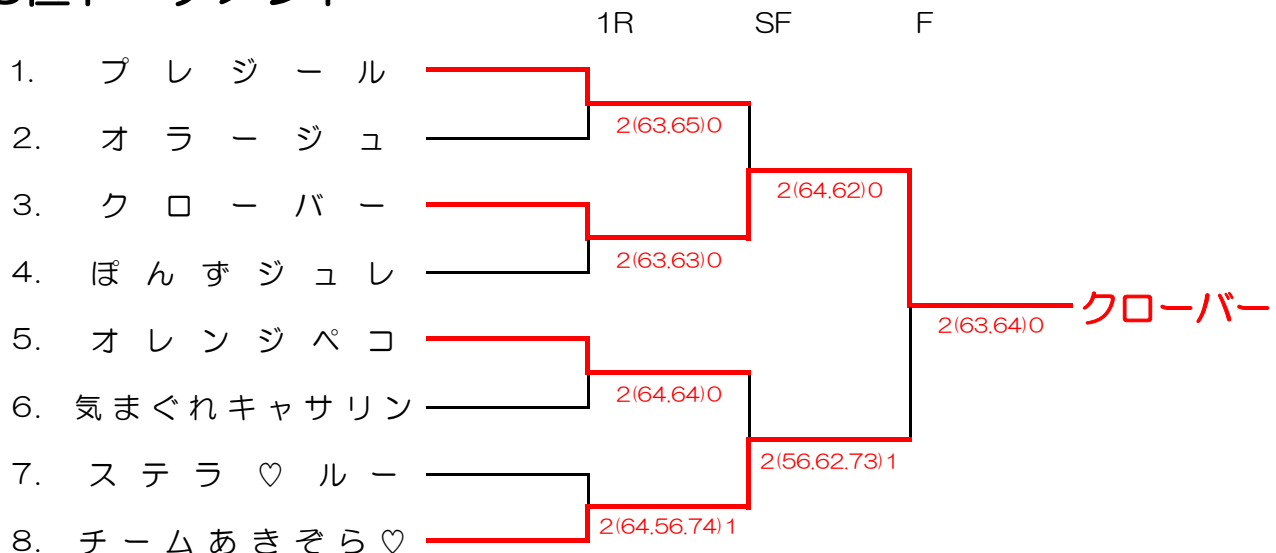 1R SF F
1. プレジール
2(63.65)0
2. オラージュ
2(64.62)0
3. クローバー
2(63.63)0
4. ぽんずジュレ
クローバー
2(63.64)0
5. オレンジペコ
2(64.64)0
6. 気まぐれキャサリン
2(56.62.73)1
7. ステラ♡ルー
2(64.56.74)1
8. チームあきぞら♡